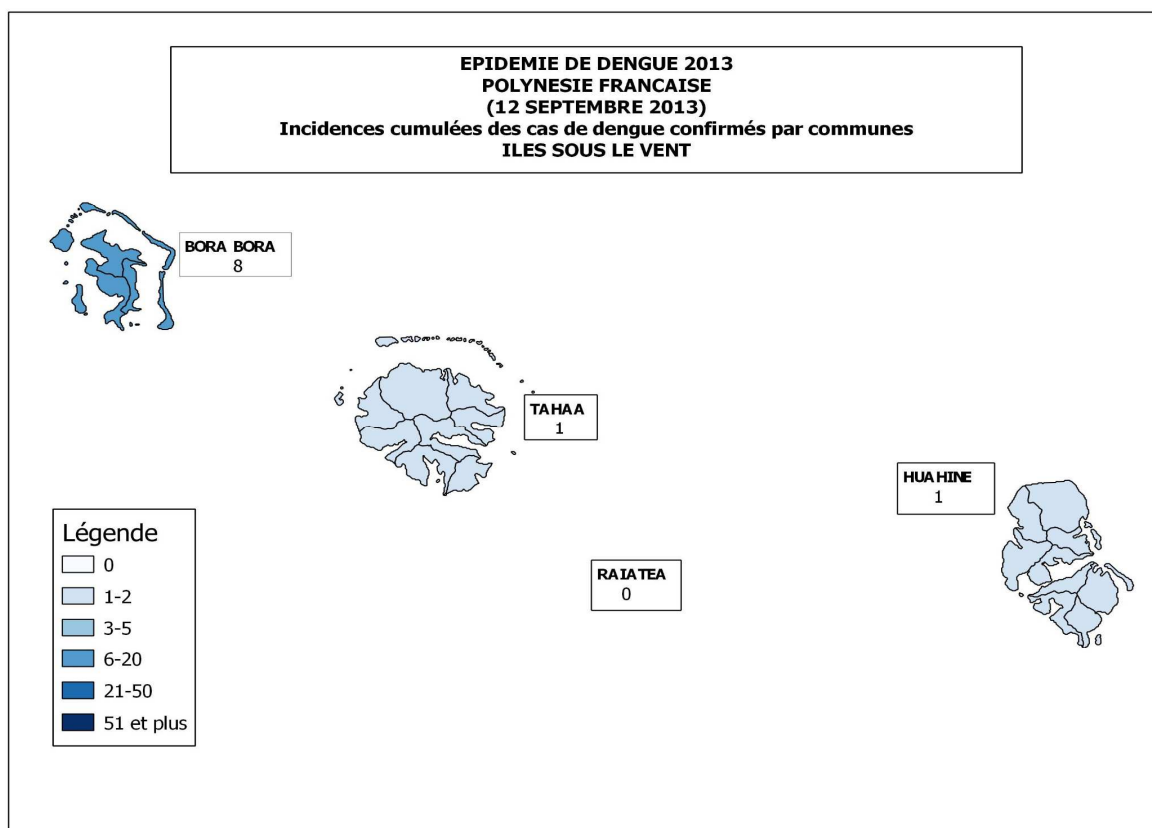 EPIDEMIE DE DENGUE 2013
POLYNESIE FRANCAISE
(12 SEPTEMBRE 2013)
Incidences cumulées des cas de dengue confirmés par communes
ILES SOUS LE VENT
BORA BORA
8
TAHAA
1
HUAHINE
1
RAIATEA
0
Légende
0
1-2
3-5
6-20
21-50
51 et plus